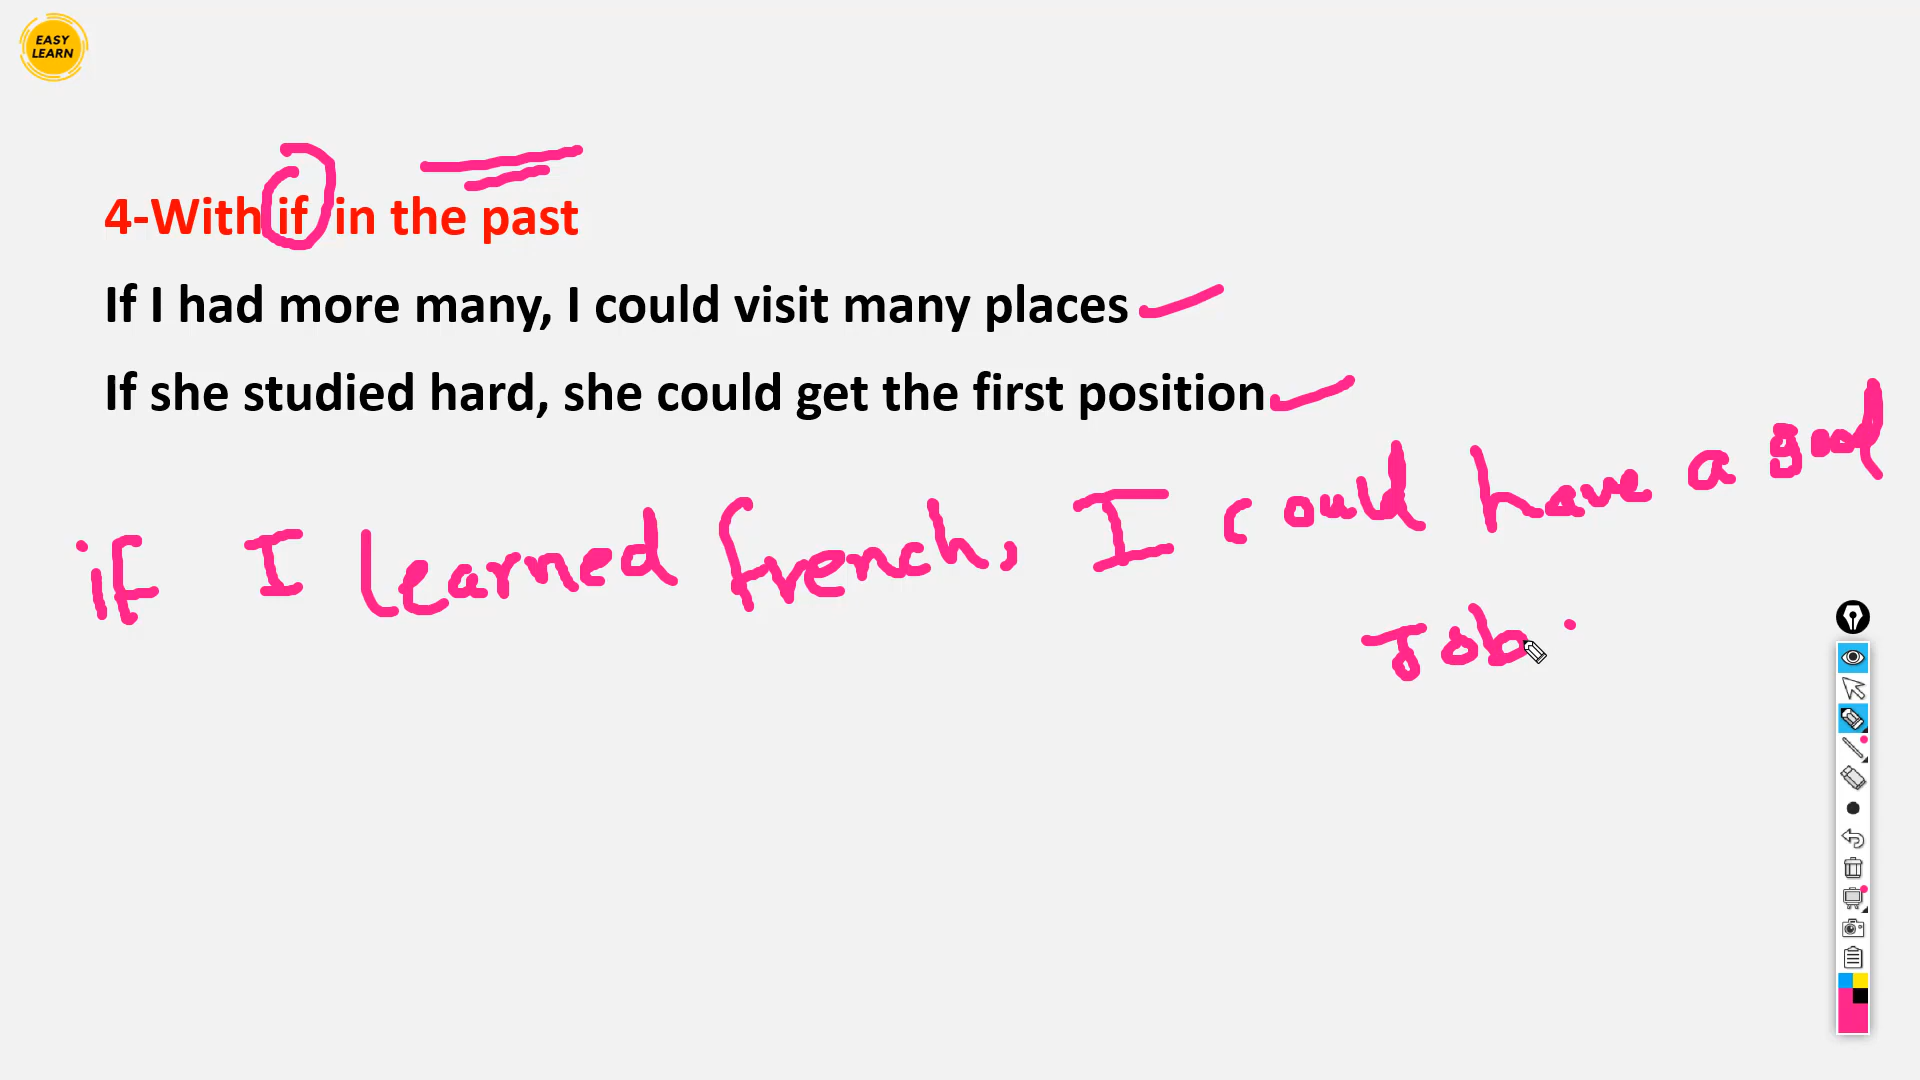 EASY
LEARN
4-With if in the past
If I had more many, I could visit many places
If she studied hard, she could get the first position
if I learned french, I could have a good
Job.